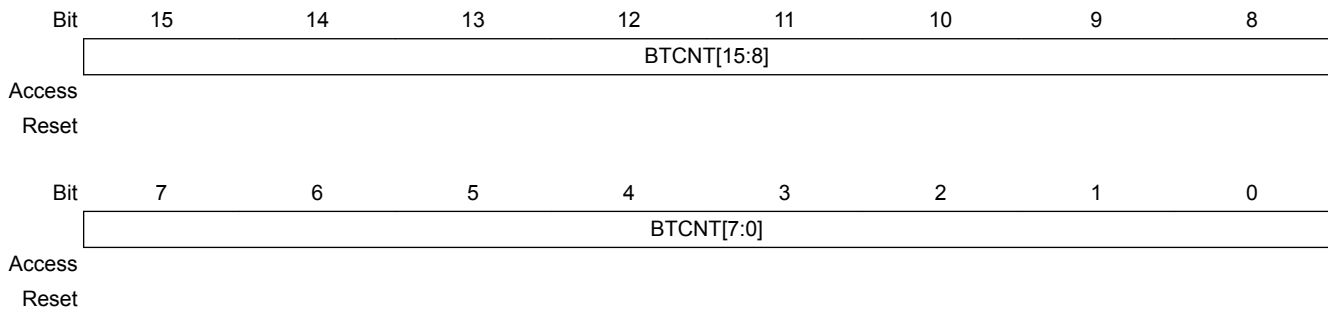 Bit 15 14 13 12 11 10 9 8
BTCNT[15:8]
Access
Reset
Bit 7 6 5 4 3 2 1 0
BTCNT[7:0]
Access
Reset